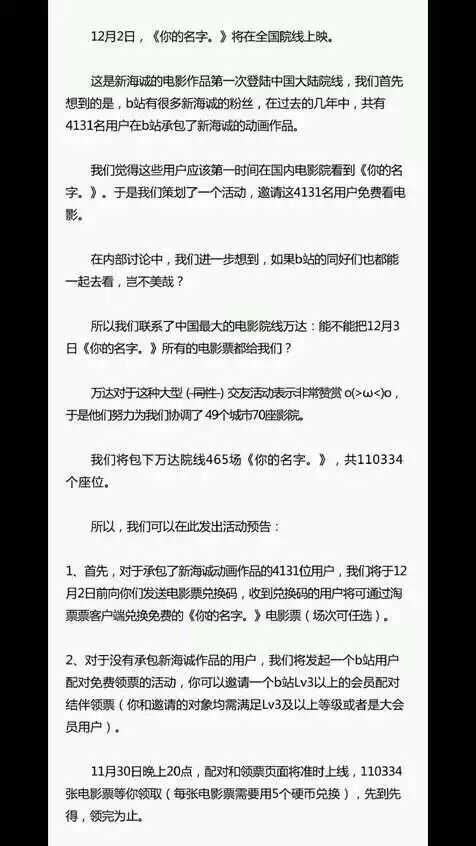 12月2日，《你的名字。》将在全国院线上映。
这是新海诚的电影作品第一次登陆中国大陆院线，我们首先
想到的是，b站有很多新海诚的粉丝，在过去的几年中，共有
4131名用户在b站承包了新海诚的动画作品。
我们觉得这些用户应该第一时间在国内电影院看到《你的名
字。》。于是我们策划了一个活动，邀请这4131名用户免费看电
影。
在内部讨论中，我们进一步想到，如果b站的同好们也都能
一起去看，岂不美哉？
所以我们联系了中国最大的电影院线万达：能不能把12月3
日《你的名字。》所有的电影票都给我们？
万达对于这种大型（同性）交友活动表示非常赞赏 o(>ω<)o，
于是他们努力为我们协调了 49个城市70座影院。
我们将包下万达院线465场《你的名字。》，共110334
个座位。
所以，我们可以在此发出活动预告：
1、首先，对于承包了新海诚动画作品的4131位用户，我们将于12
月2日前向你们发送电影票兑换码，收到兑换码的用户将可通过淘
票票客户端兑换免费的《你的名字。》电影票（场次可任选）。
2、对于没有承包新海诚作品的用户，我们将发起一个b站用户
配对免费领票的活动，你可以邀请一个b站Lv3以上的会员配对
结伴领票（你和邀请的对象均需满足Lv3及以上等级或者是大会
员用户）。
11月30日晚上20点，配对和领票页面将准时上线，110334
张电影票等你领取（每张电影票需要用5个硬币兑换），先到先
得，领完为止。